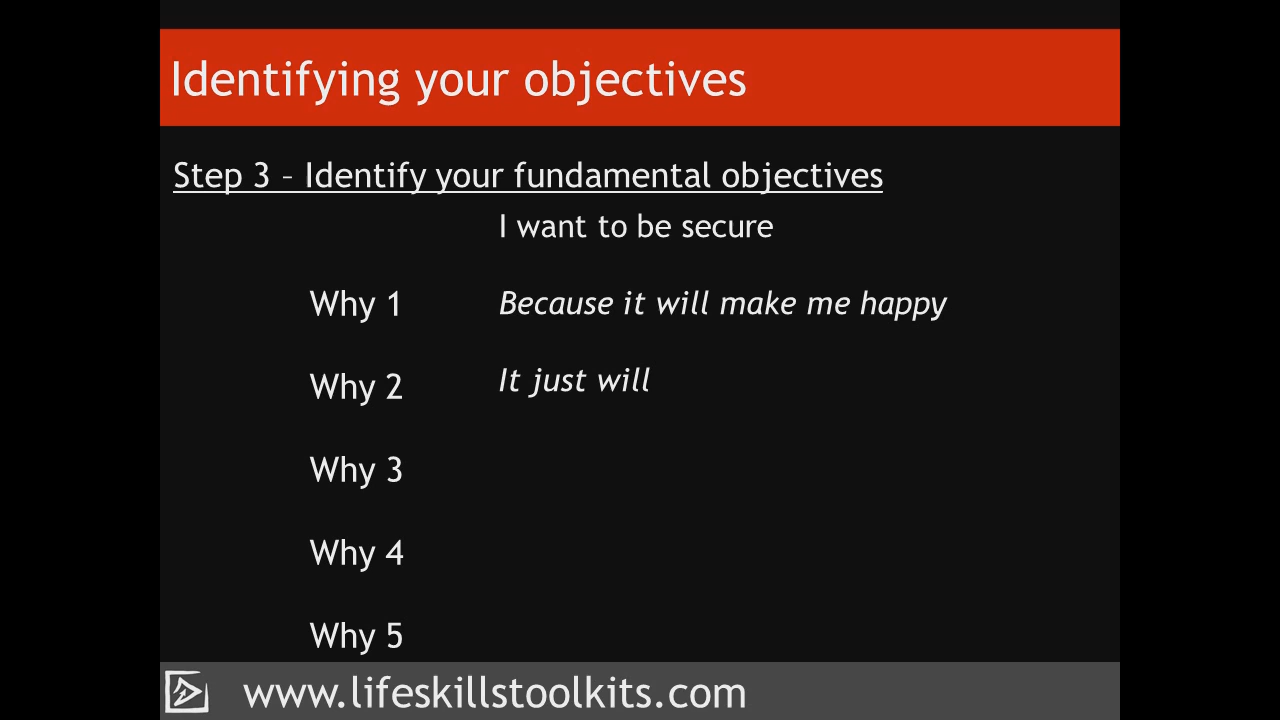 Identifying your objectives
Step 3 – Identify your fundamental objectives
I want to be secure
Why 1 Because it will make me happy
Why 2 It just will
Why 3
Why 4
Why 5
www.lifeskillstoolkits.com